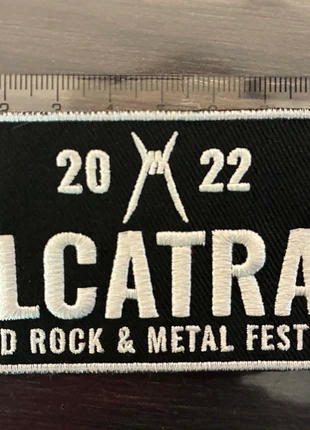 20 22
LCATRA
D ROCK & METAL FEST